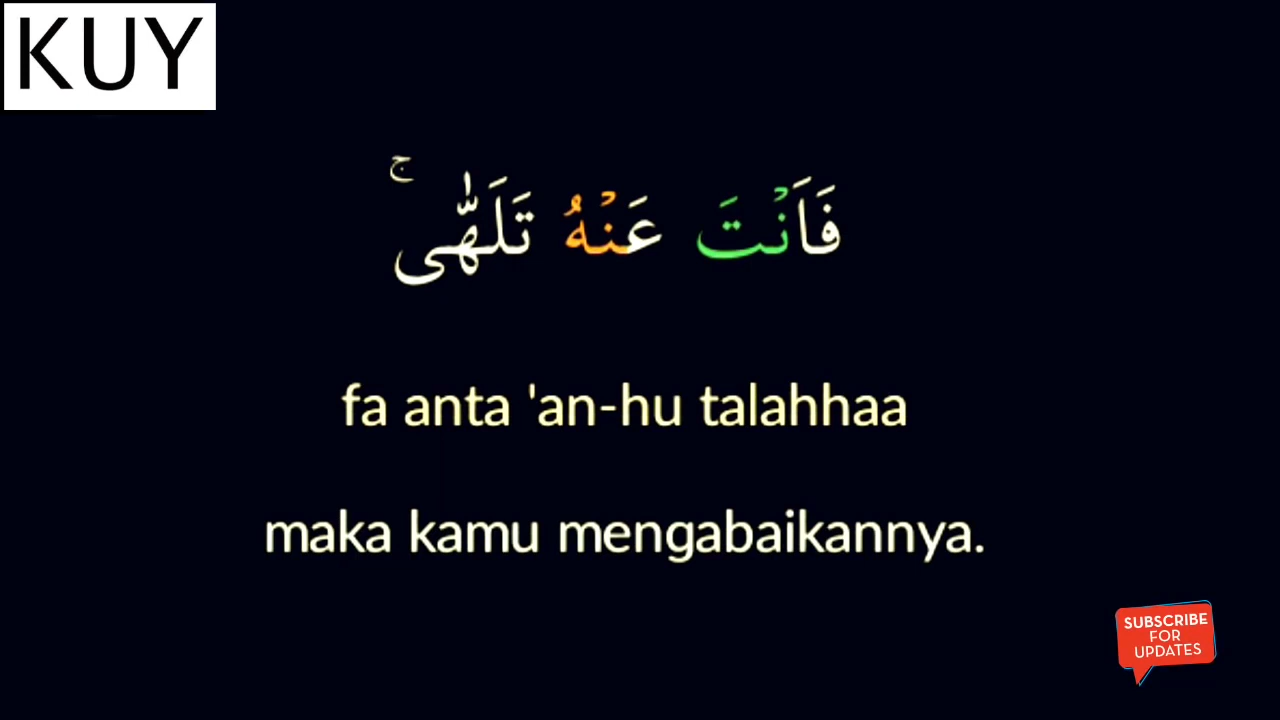 KUY
فَاَنْتَ عَنْهُ تَلَهّٰى ۚ
fa anta 'an-hu talahhaa
maka kamu mengabaikannya.
SUBSCRIBE
FOR
UPDATES